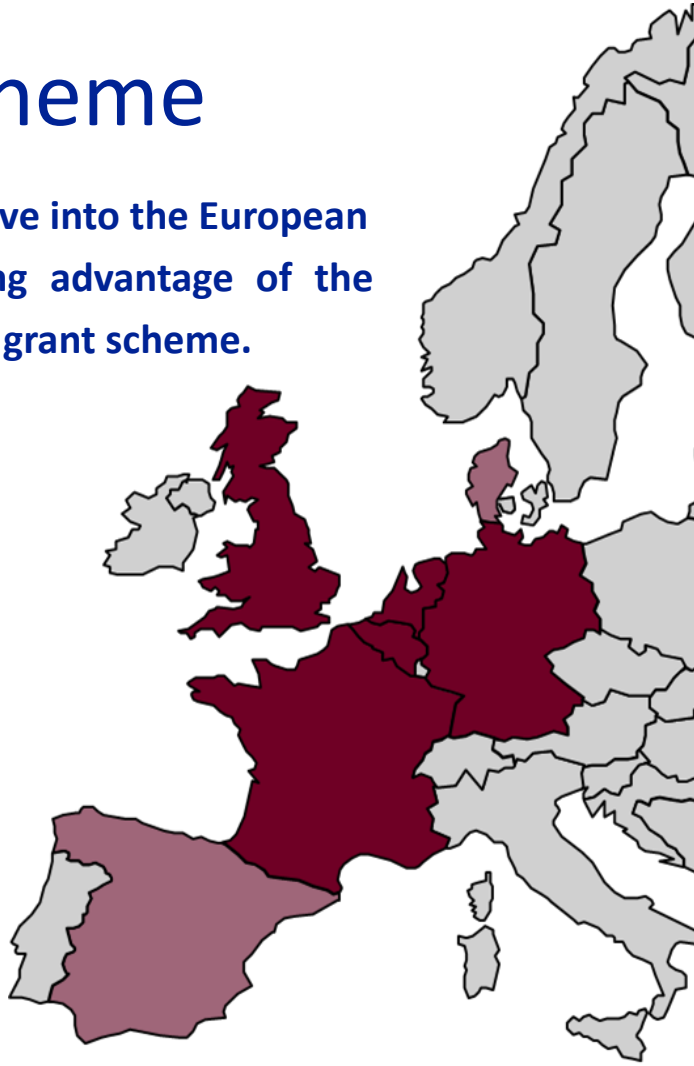 heme
ve into the European
ng advantage of the
grant scheme.